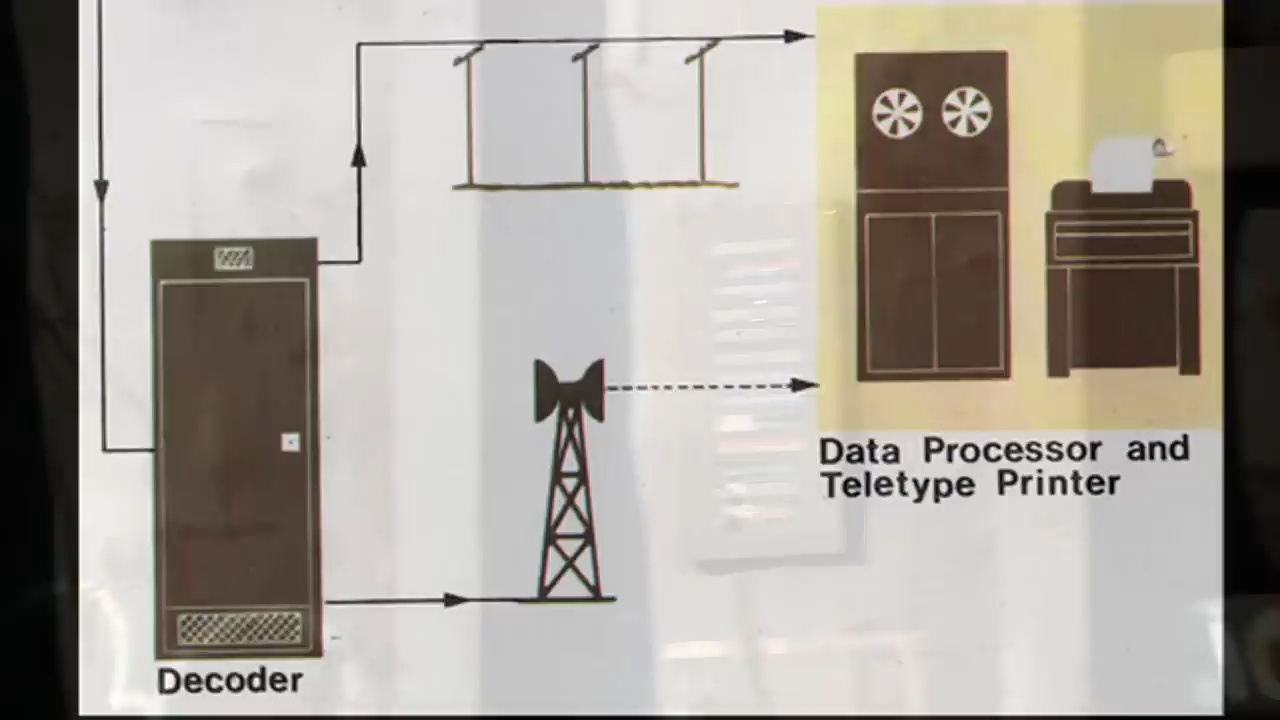 Data Processor and
Teletype Printer
Decoder